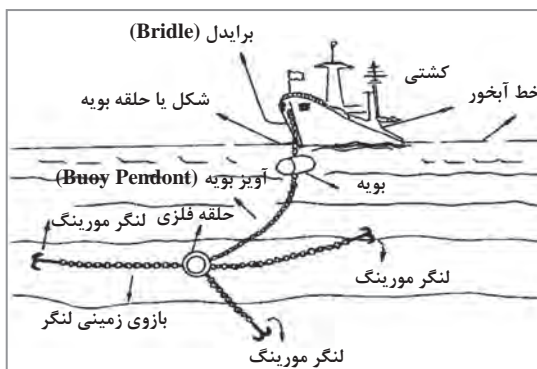 برایدل (Bridle)
کشتی
خط آبخور
شکل یا حلقه بویه
آویز بویه (Buoy Pendont)
بویه
حلقه فلزی
لنگر مورینگ
لنگر مورینگ
بازوی زمینی لنگر
لنگر مورینگ